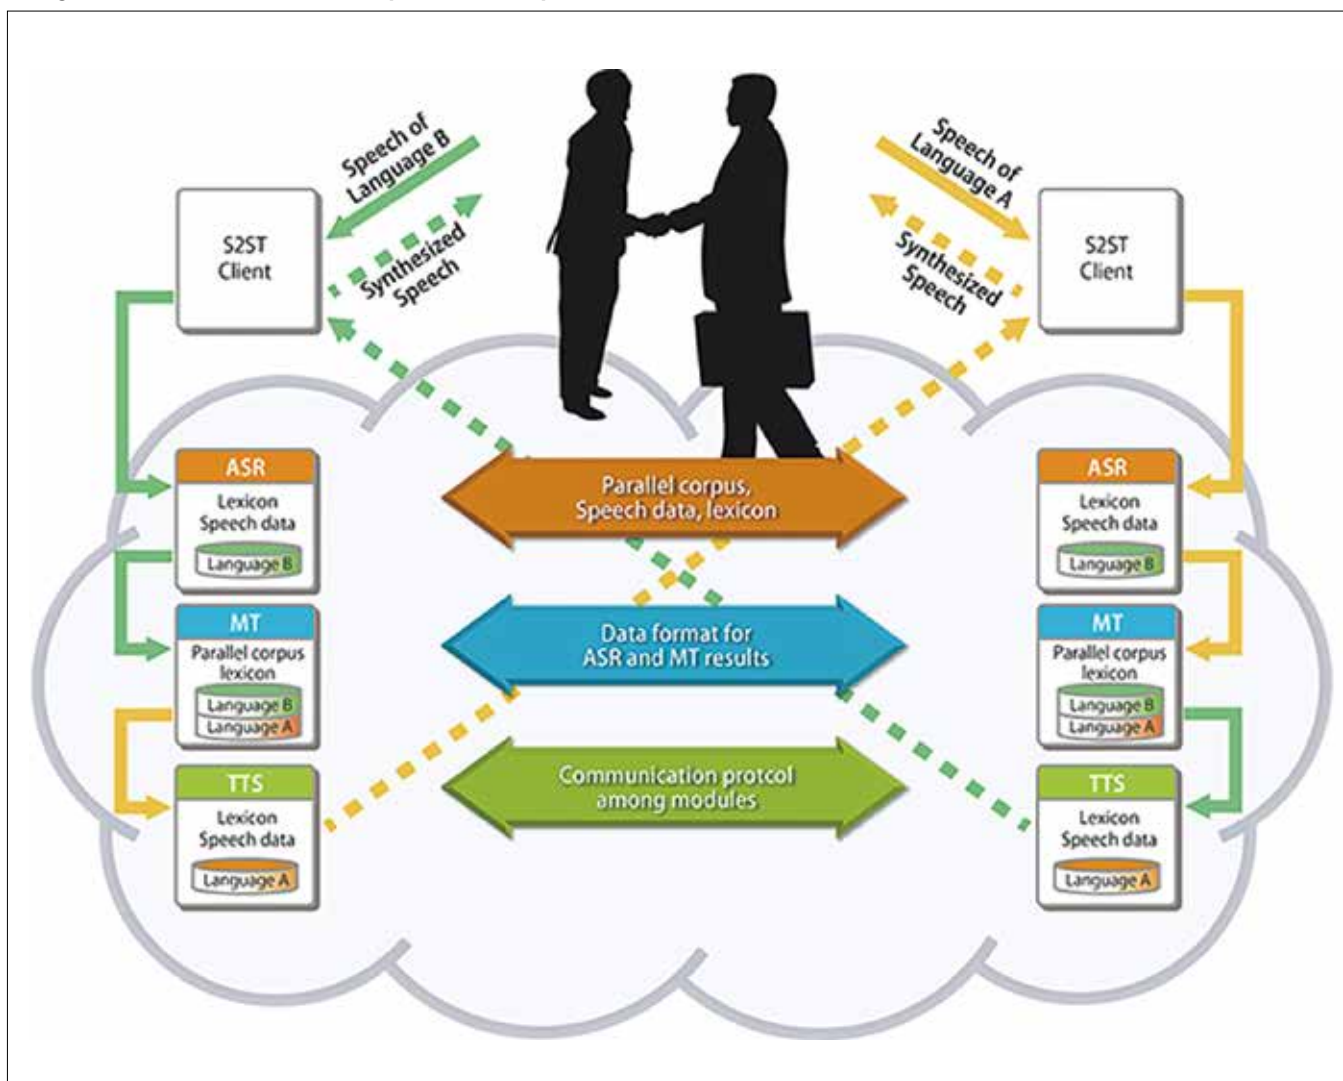 Speech of
Language B
Synthesized
Speech
S2ST
Client
Speech of
Language A
Synthesized
Speech
S2ST
Client
ASR
Lexicon
Speech data
Language B
MT
Parallel corpus
lexicon
Language B
Language A
TTS
Lexicon
Speech data
Language A
Parallel corpus,
Speech data, lexicon
Data format for
ASR and MT results
Communication protcol
among modules
ASR
Lexicon
Speech data
Language B
MT
Parallel corpus
lexicon
Language B
Language A
TTS
Lexicon
Speech data
Language A